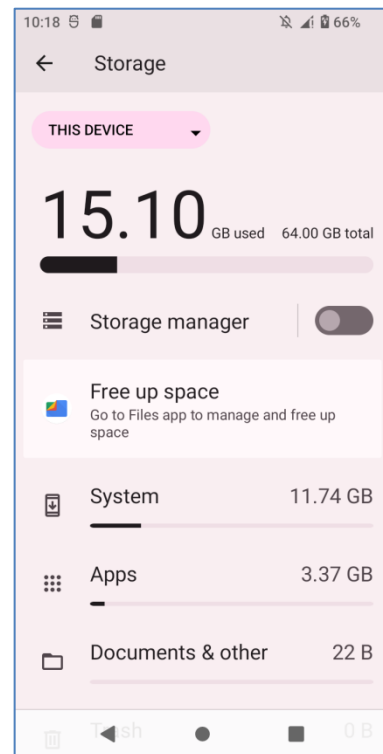 10:18 66%
Storage
THIS DEVICE
15.10 GB used 64.00 GB total
Storage manager
Free up space
Go to Files app to manage and free up
space
System 11.74 GB
Apps 3.37 GB
Documents & other 22 B
Trash 0 B